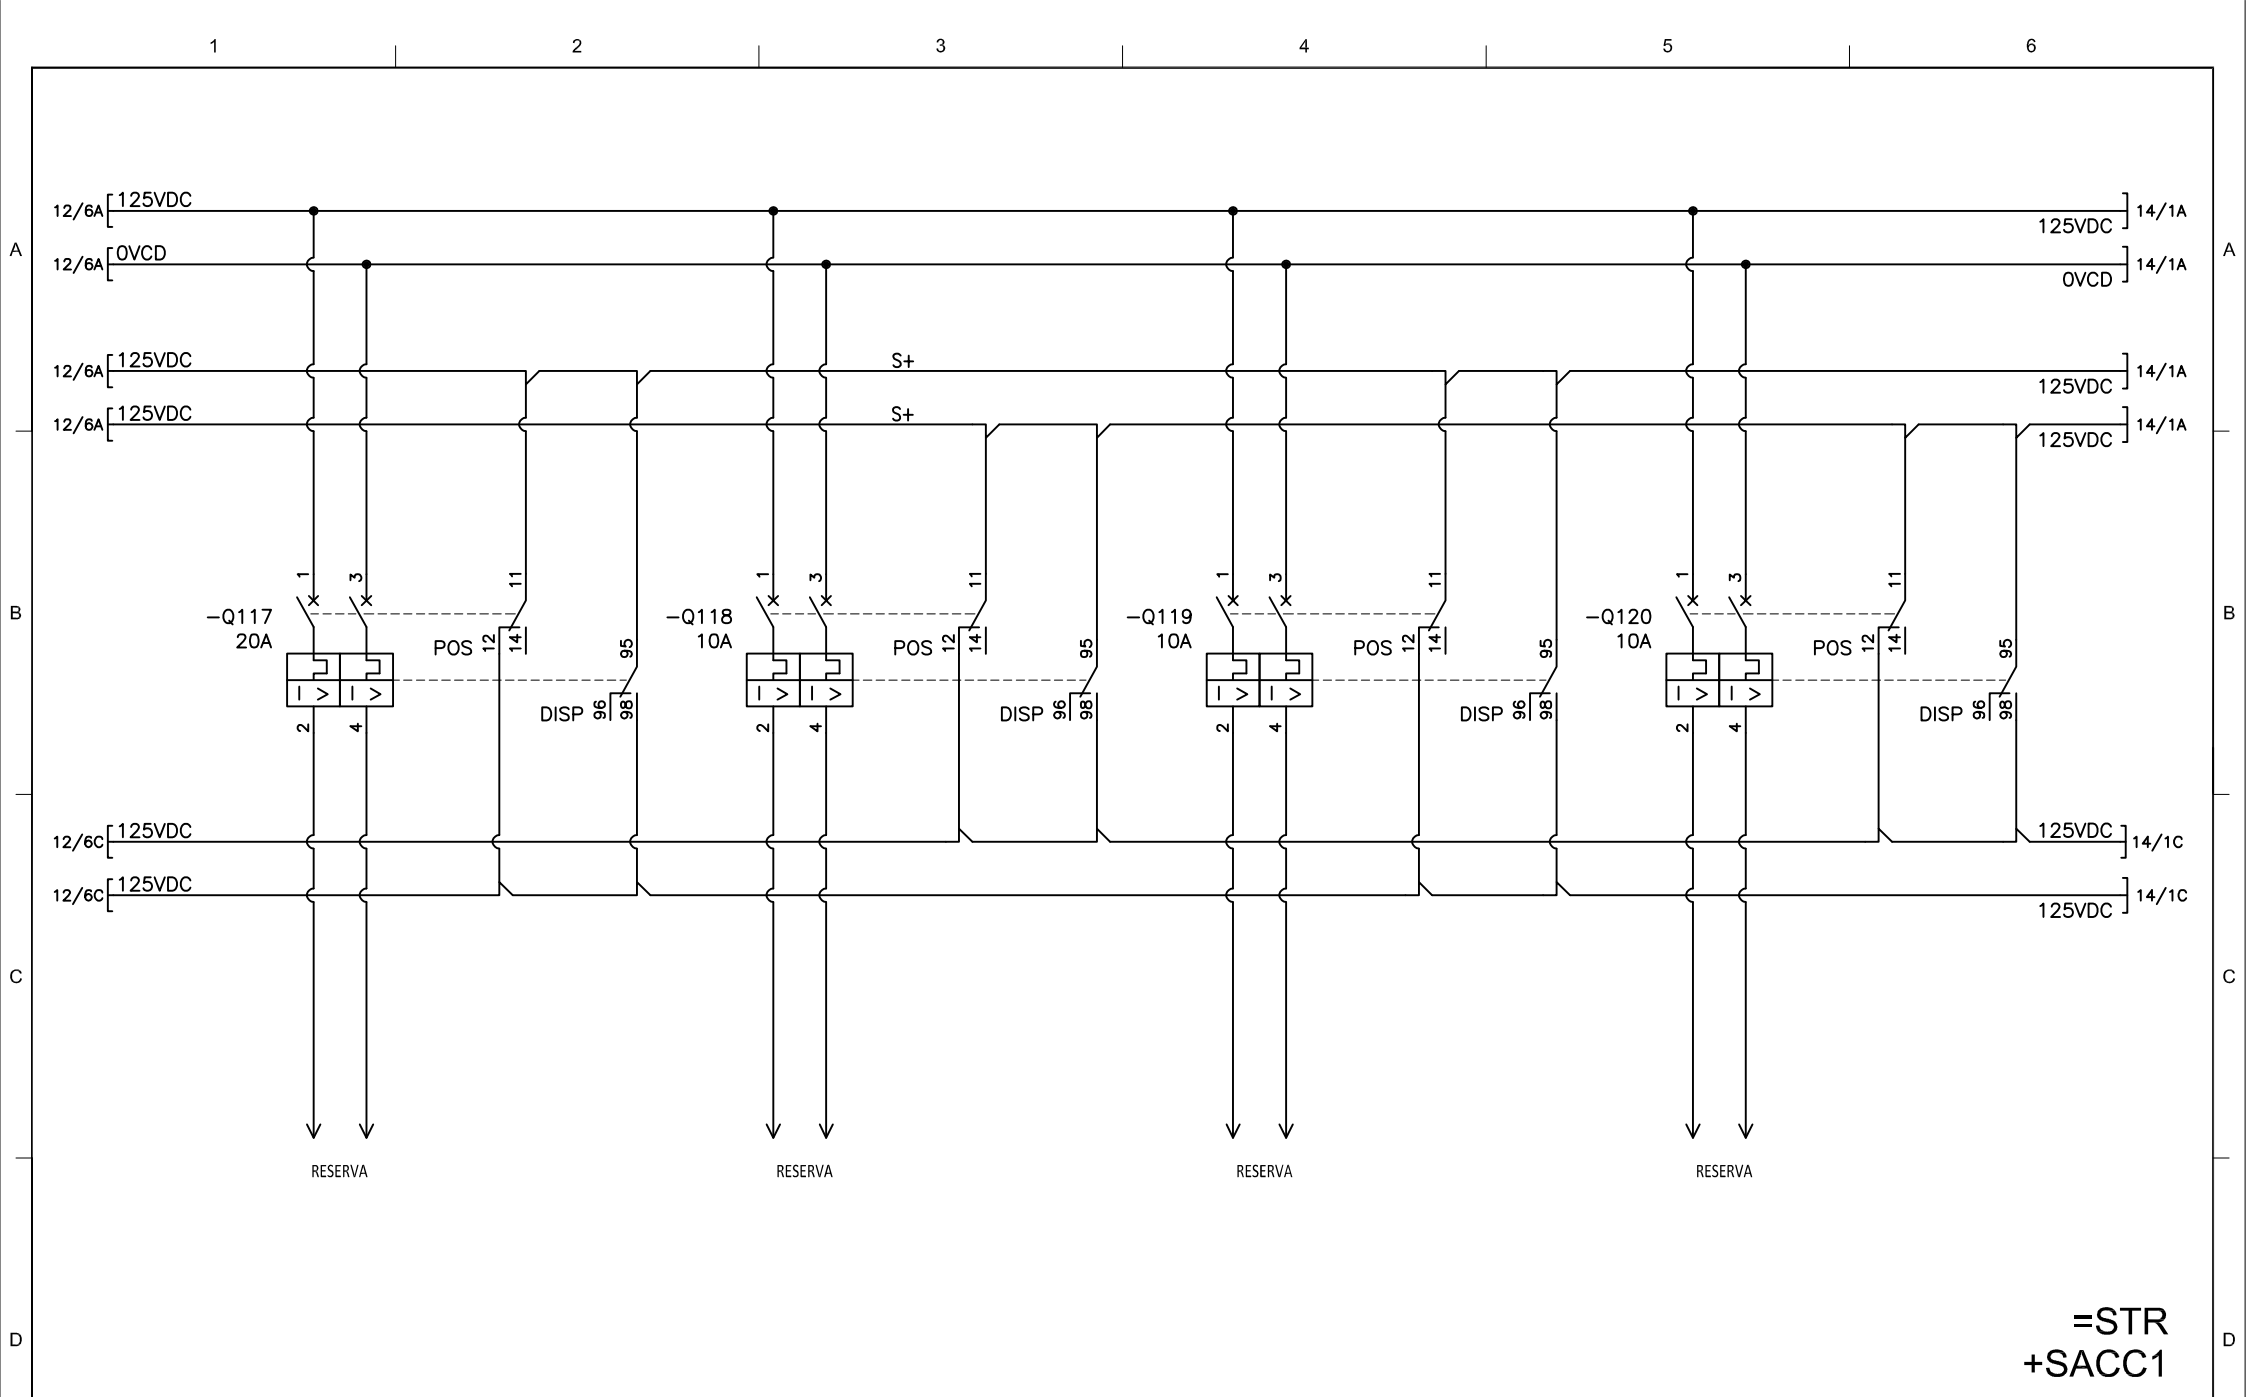 1 2 3 4 5 6
12/6A 125VDC 125VDC 14/1A
A 12/6A 0VCD 0VCD 14/1A A
12/6A 125VDC S+ 125VDC 14/1A
12/6A 125VDC S+ 125VDC 14/1A
1 3 11 1 3 11 1 3 11 1 3 11
B -Q117 -Q118 -Q119 -Q120 B
20A POS 12 14 95 10A POS 12 14 95 10A POS 12 14 95 10A POS 12 14 95
I > I > I > I > I > I > I > I >
2 4 DISP 96 98 2 4 DISP 96 98 2 4 DISP 96 98 2 4 DISP 96 98
12/6C 125VDC 125VDC 14/1C
12/6C 125VDC 125VDC 14/1C
C C
RESERVA RESERVA RESERVA RESERVA
=STR
D D
+SACC1